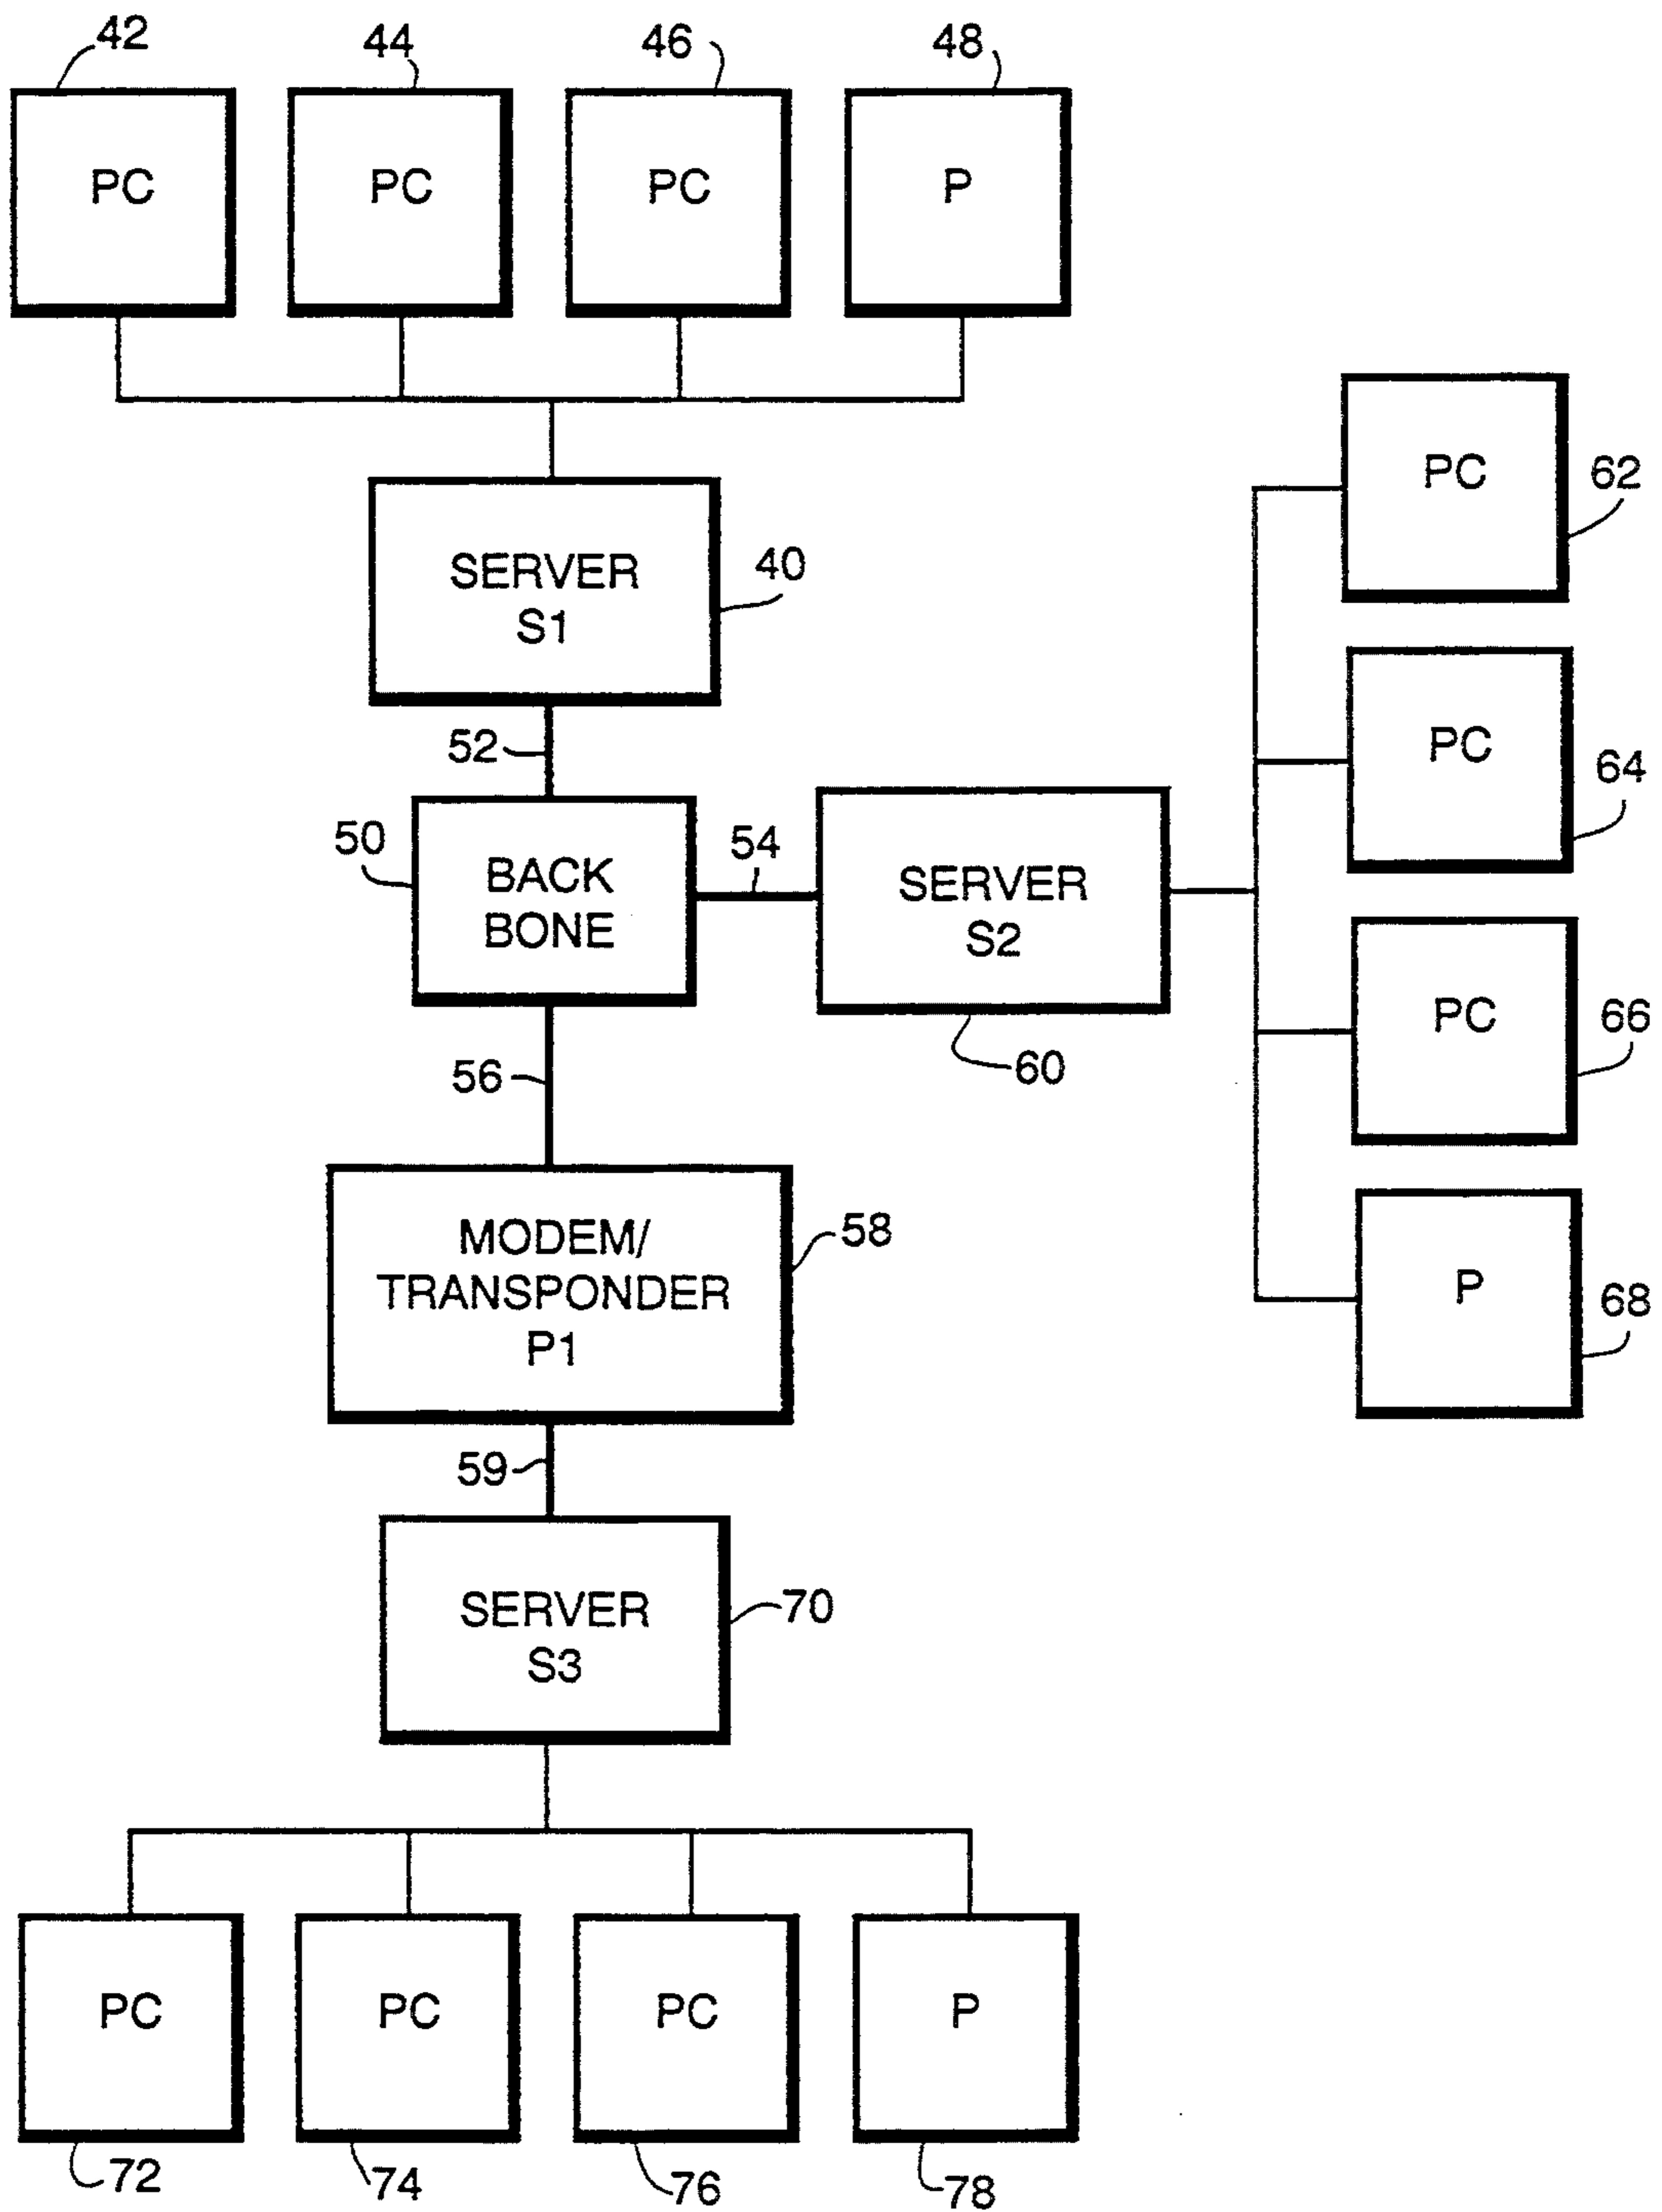 42
44
46
48
PC
PC
PC
P
PC
62
SERVER
S1
40
52
PC
64
50
BACK
BONE
54
SERVER
S2
60
PC
66
56
MODEM/
TRANSPONDER
P1
58
P
68
59
SERVER
S3
70
PC
PC
PC
P
72
74
76
78